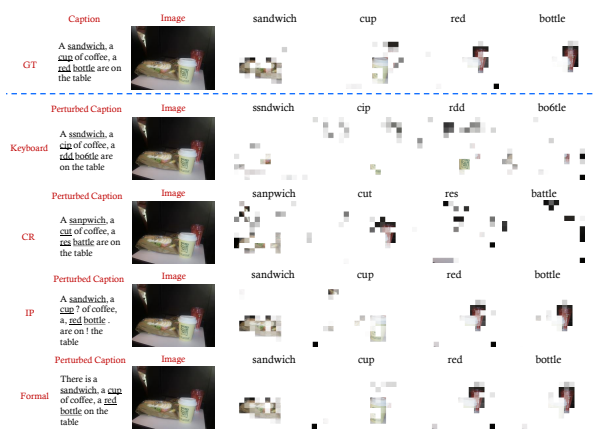 Caption Image sandwich cup red bottle
GT
A sandwich, a
cup of coffee, a
red bottle are on
the table
Perturbed Caption Image ssndwich cip rdd bo6tle
Keyboard
A ssndwich, a
cip of coffee, a
rdd bo6tle are
on the table
Perturbed Caption Image sanpwich cut res battle
CR
A sanpwich, a
cut of coffee, a
res battle are on
the table
Perturbed Caption Image sandwich cup red bottle
IP
A sandwich, a
cup ? of coffee,
a, red bottle .
are on ! the
table
Perturbed Caption Image sandwich cup red bottle
Formal
There is a
sandwich, a cup
of coffee, a red
bottle on the
table